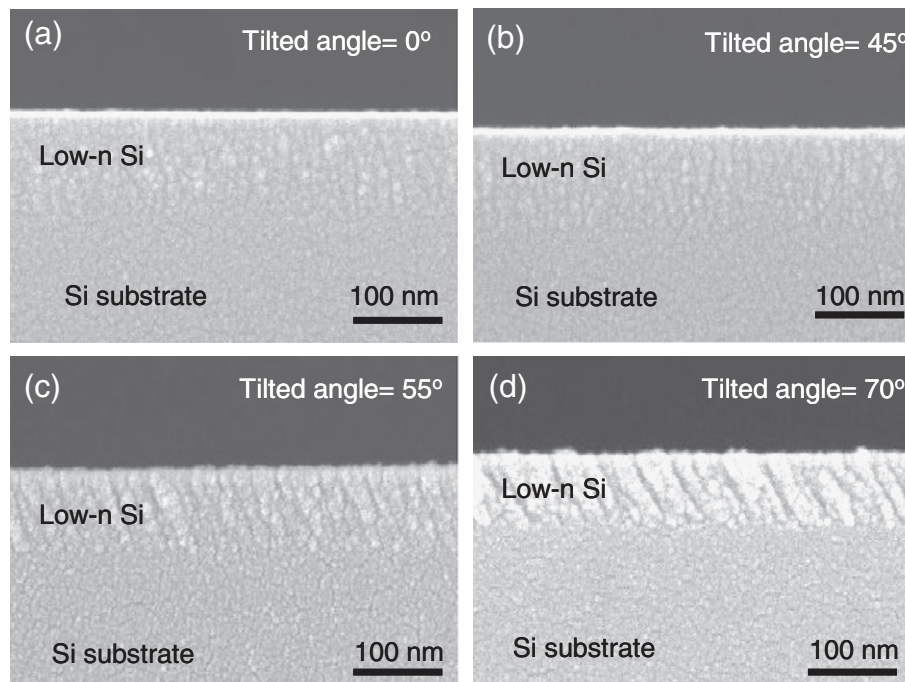 (a)
Tilted angle= 0º
Low-n Si
Si substrate
100 nm
(b)
Tilted angle= 45º
Low-n Si
Si substrate
100 nm
(c)
Tilted angle= 55º
Low-n Si
Si substrate
100 nm
(d)
Tilted angle= 70º
Low-n Si
Si substrate
100 nm